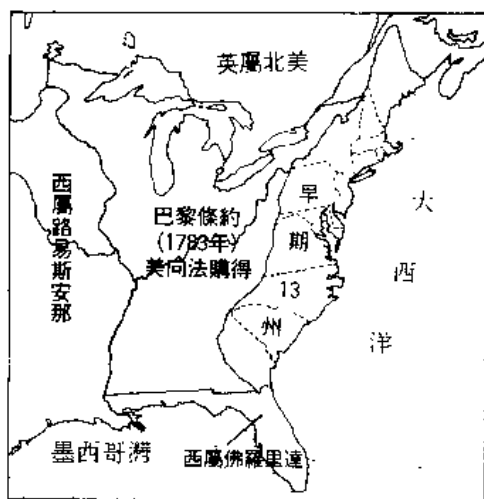 英屬北美
西屬路易斯安那
巴黎條約
(1783年)
美向法購得
早
期
13
州
大
西
洋
墨西哥灣
西屬佛羅里達